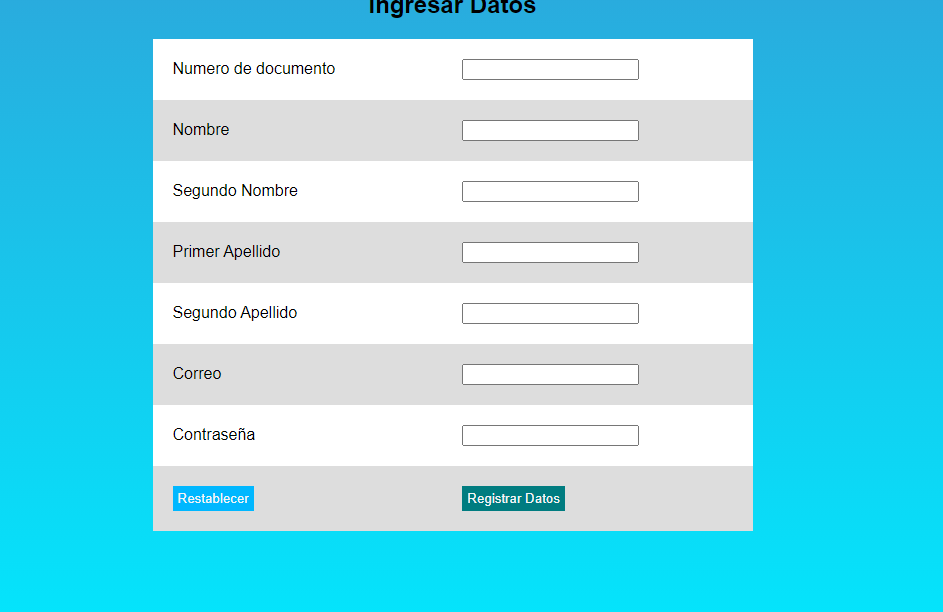 Ingresar Datos
Numero de documento
Nombre
Segundo Nombre
Primer Apellido
Segundo Apellido
Correo
Contraseña
Restablecer Registrar Datos